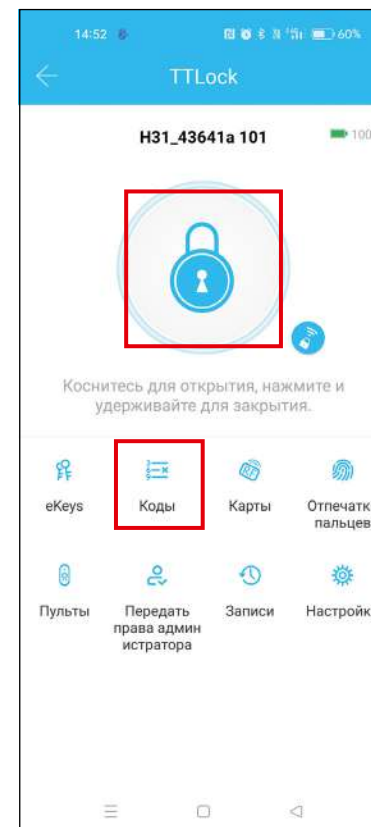 14:52
60%
TTLock
H31_43641a 101
100
Коснитесь для открытия, нажмите и
удерживайте для закрытия.
eKeys
Коды
Карты
Отпечатк
пальцев
Пульты
Передать
права админ
истратора
Записи
Настройк